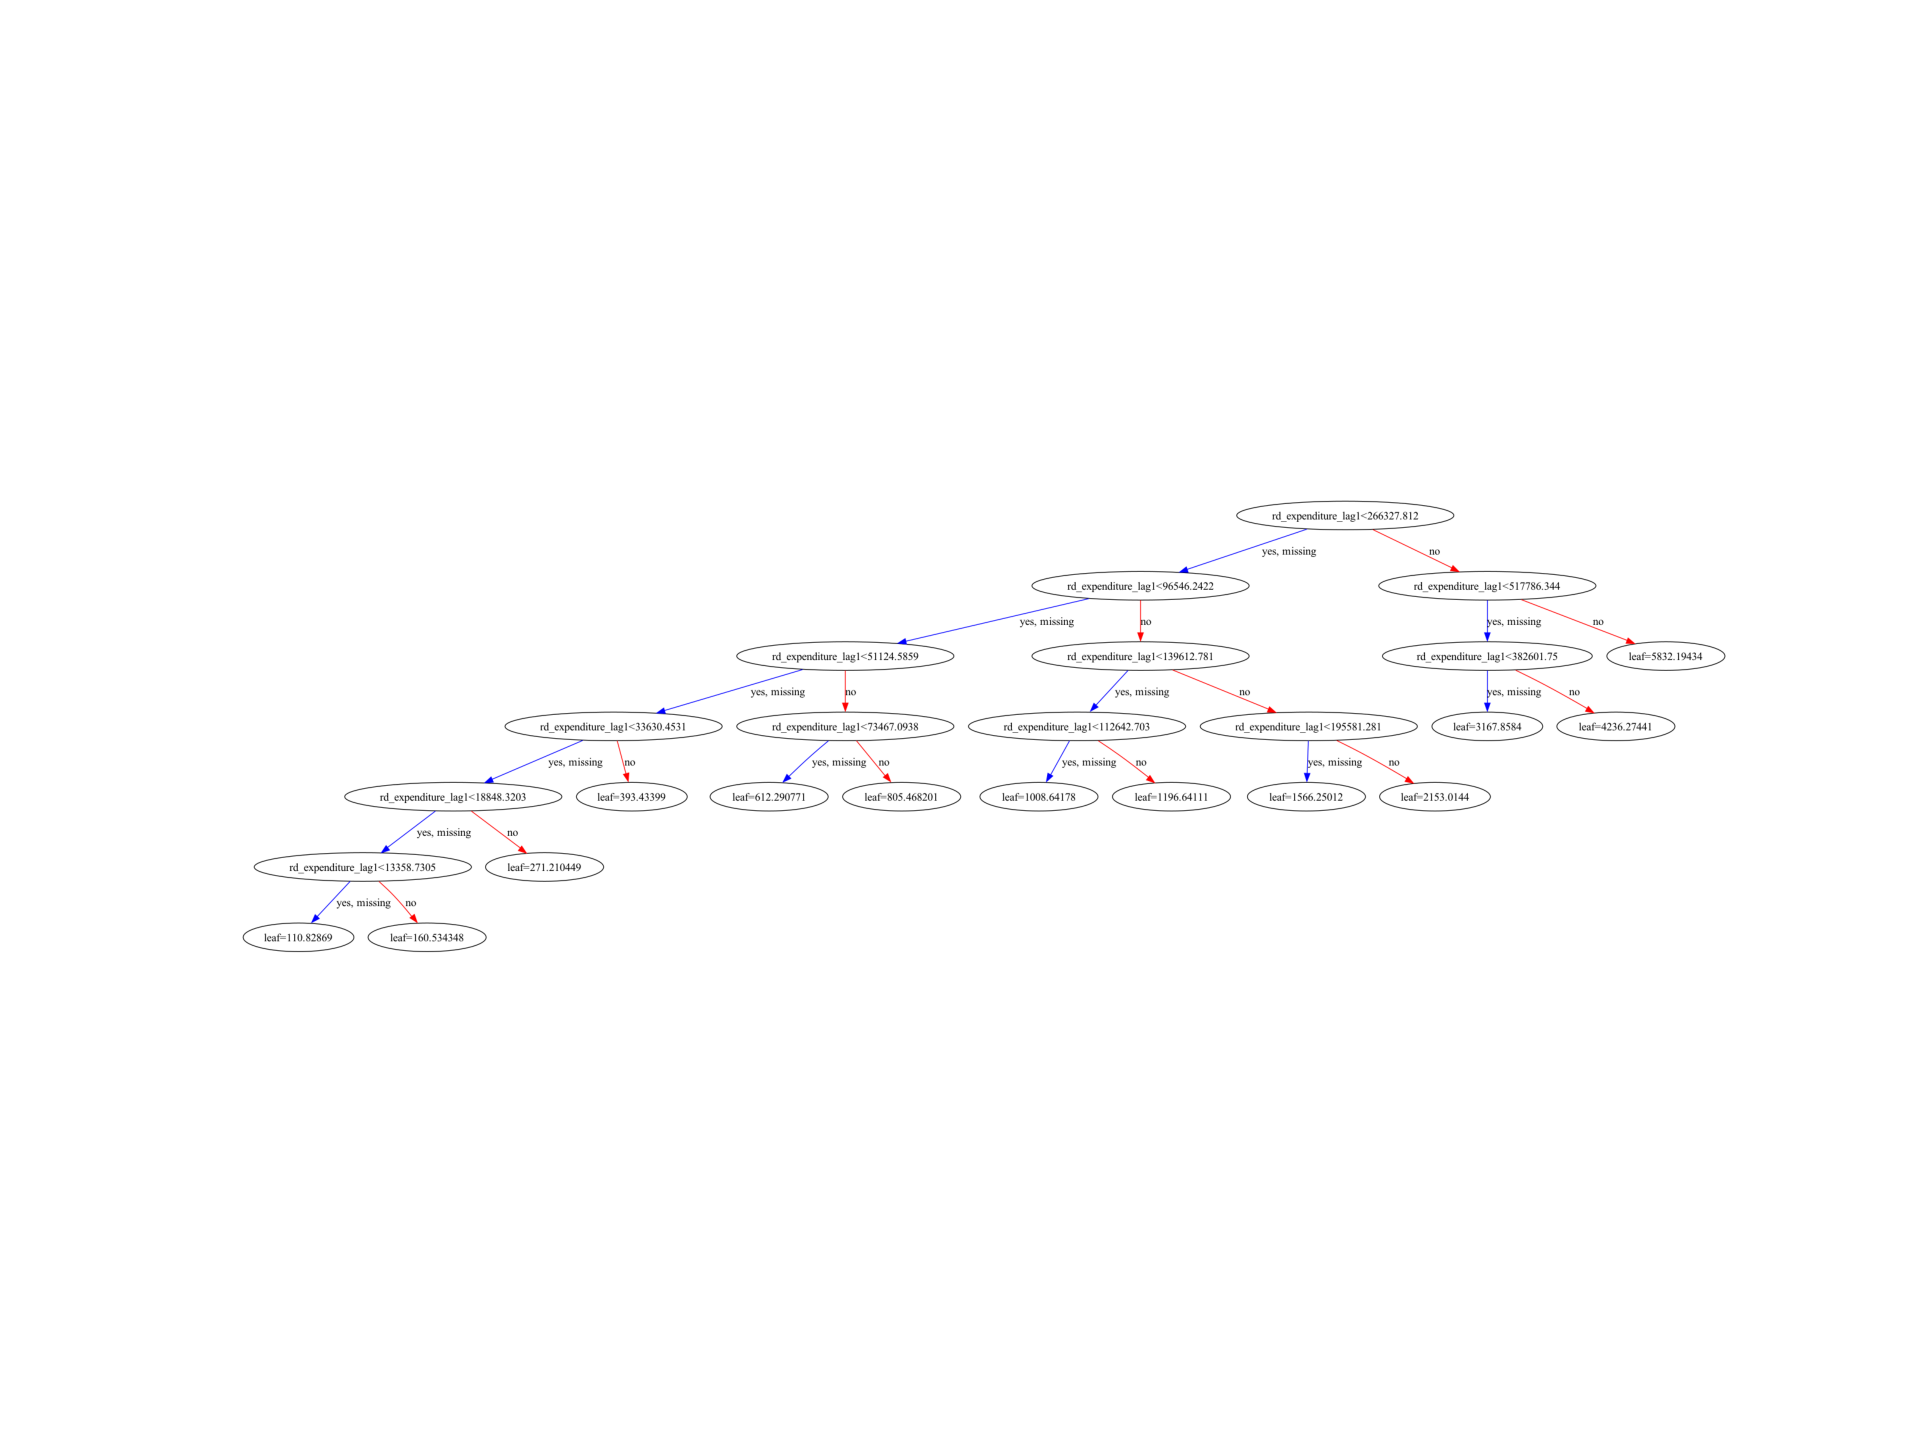 rd_expenditure_lag1<266327.812
yes, missing
no
rd_expenditure_lag1<96546.2422
rd_expenditure_lag1<517786.344
yes, missing
no
yes, missing
no
rd_expenditure_lag1<51124.5859
rd_expenditure_lag1<139612.781
rd_expenditure_lag1<382601.75
leaf=5832.19434
yes, missing
no
yes, missing
no
yes, missing
no
rd_expenditure_lag1<33630.4531
rd_expenditure_lag1<73467.0938
rd_expenditure_lag1<112642.703
rd_expenditure_lag1<195581.281
leaf=3167.8584
leaf=4236.27441
yes, missing
no
yes, missing
no
yes, missing
no
yes, missing
no
rd_expenditure_lag1<18848.3203
leaf=393.43399
leaf=612.290771
leaf=805.468201
leaf=1008.64178
leaf=1196.64111
leaf=1566.25012
leaf=2153.0144
yes, missing
no
rd_expenditure_lag1<13358.7305
leaf=271.210449
yes, missing
no
leaf=110.82869
leaf=160.534348